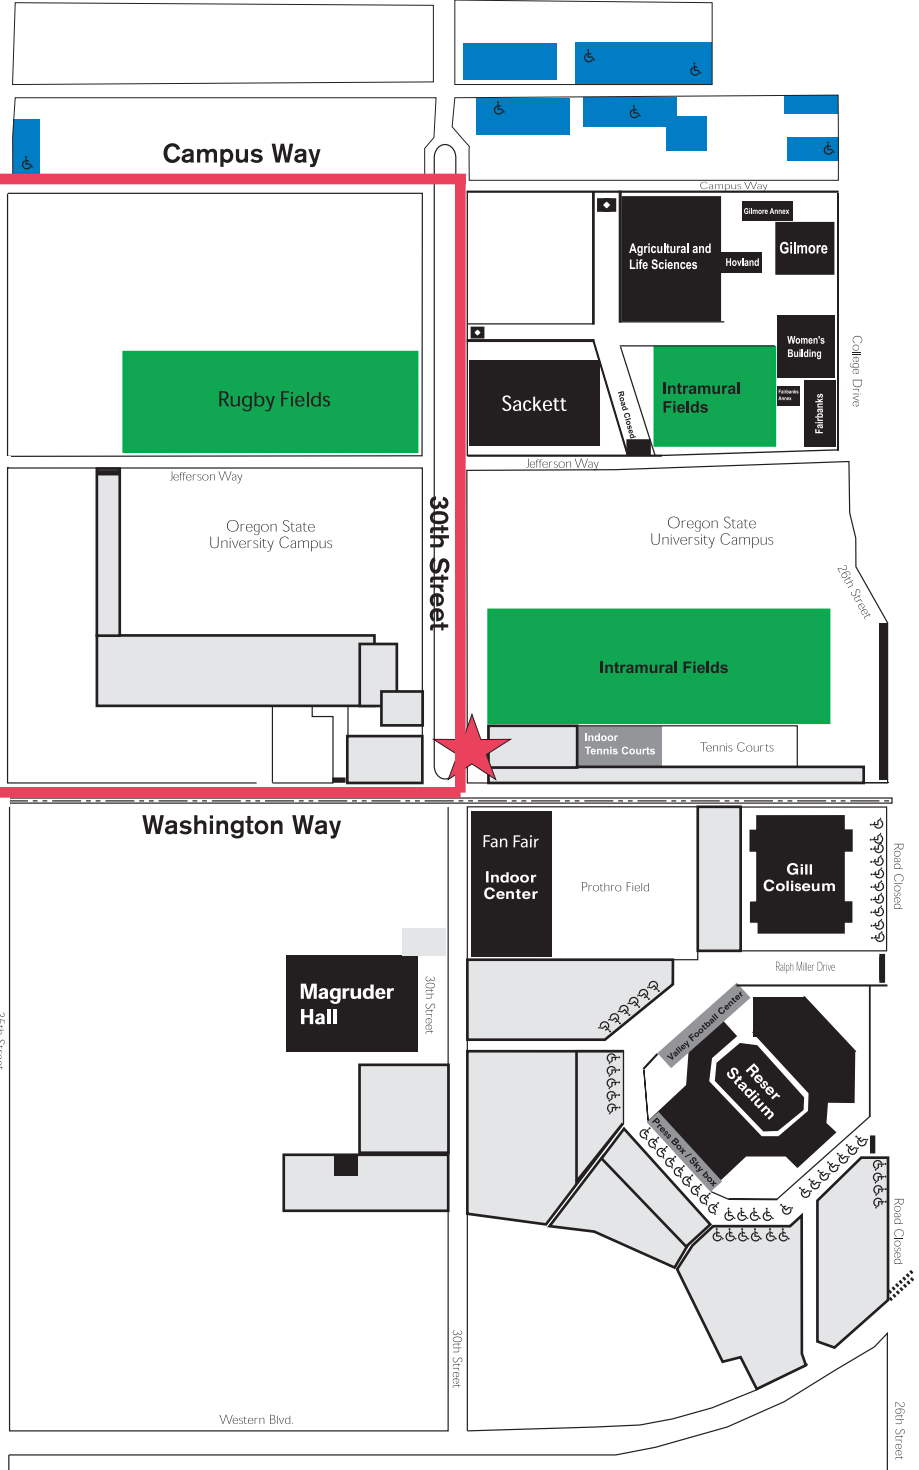 Campus Way
Campus Way
Gilmore Annex
Agricultural and
Life Sciences
Hovland
Gilmore
Women's
Building
College Drive
Rugby Fields
Sackett
Road Closed
Intramural
Fields
Fairbanks
Annex
Fairbanks
Jefferson Way
Jefferson Way
30th Street
Oregon State
University Campus
Oregon State
University Campus
26th Street
Intramural Fields
Indoor
Tennis Courts
Tennis Courts
Washington Way
Fan Fair
Indoor
Center
Prothro Field
Gill
Coliseum
Road Closed
Ralph Miller Drive
Magruder
Hall
30th Street
35th Street
Valley Football Center
Reser
Stadium
Press Box / Sky box
Road Closed
30th Street
Western Blvd.
26th Street